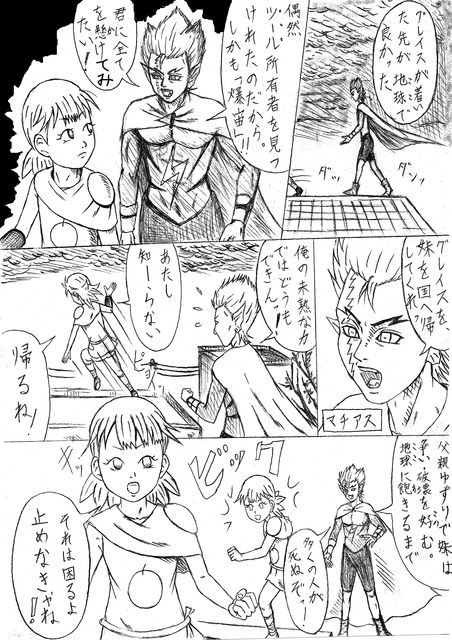 グレイスが着い
た先が地球で
良かった
ダッ
ダンッ
偶然
ツール所有者を見つ
けれたのだから。
しかも「爆笛」!!
君に全て
を懸けてみ
たい!
グレイスを
妹を国へ帰
してくれ!
マチアス
俺の未熟な力
ではどうも
できん。
あたし
知ーらない
帰るね!
父親ゆずりで妹は
争い、破壊を好む。
地球に飽きるまで
多くの人が
死ぬぞっー
ビック
キッ
それは困るよ
止めなきゃね!